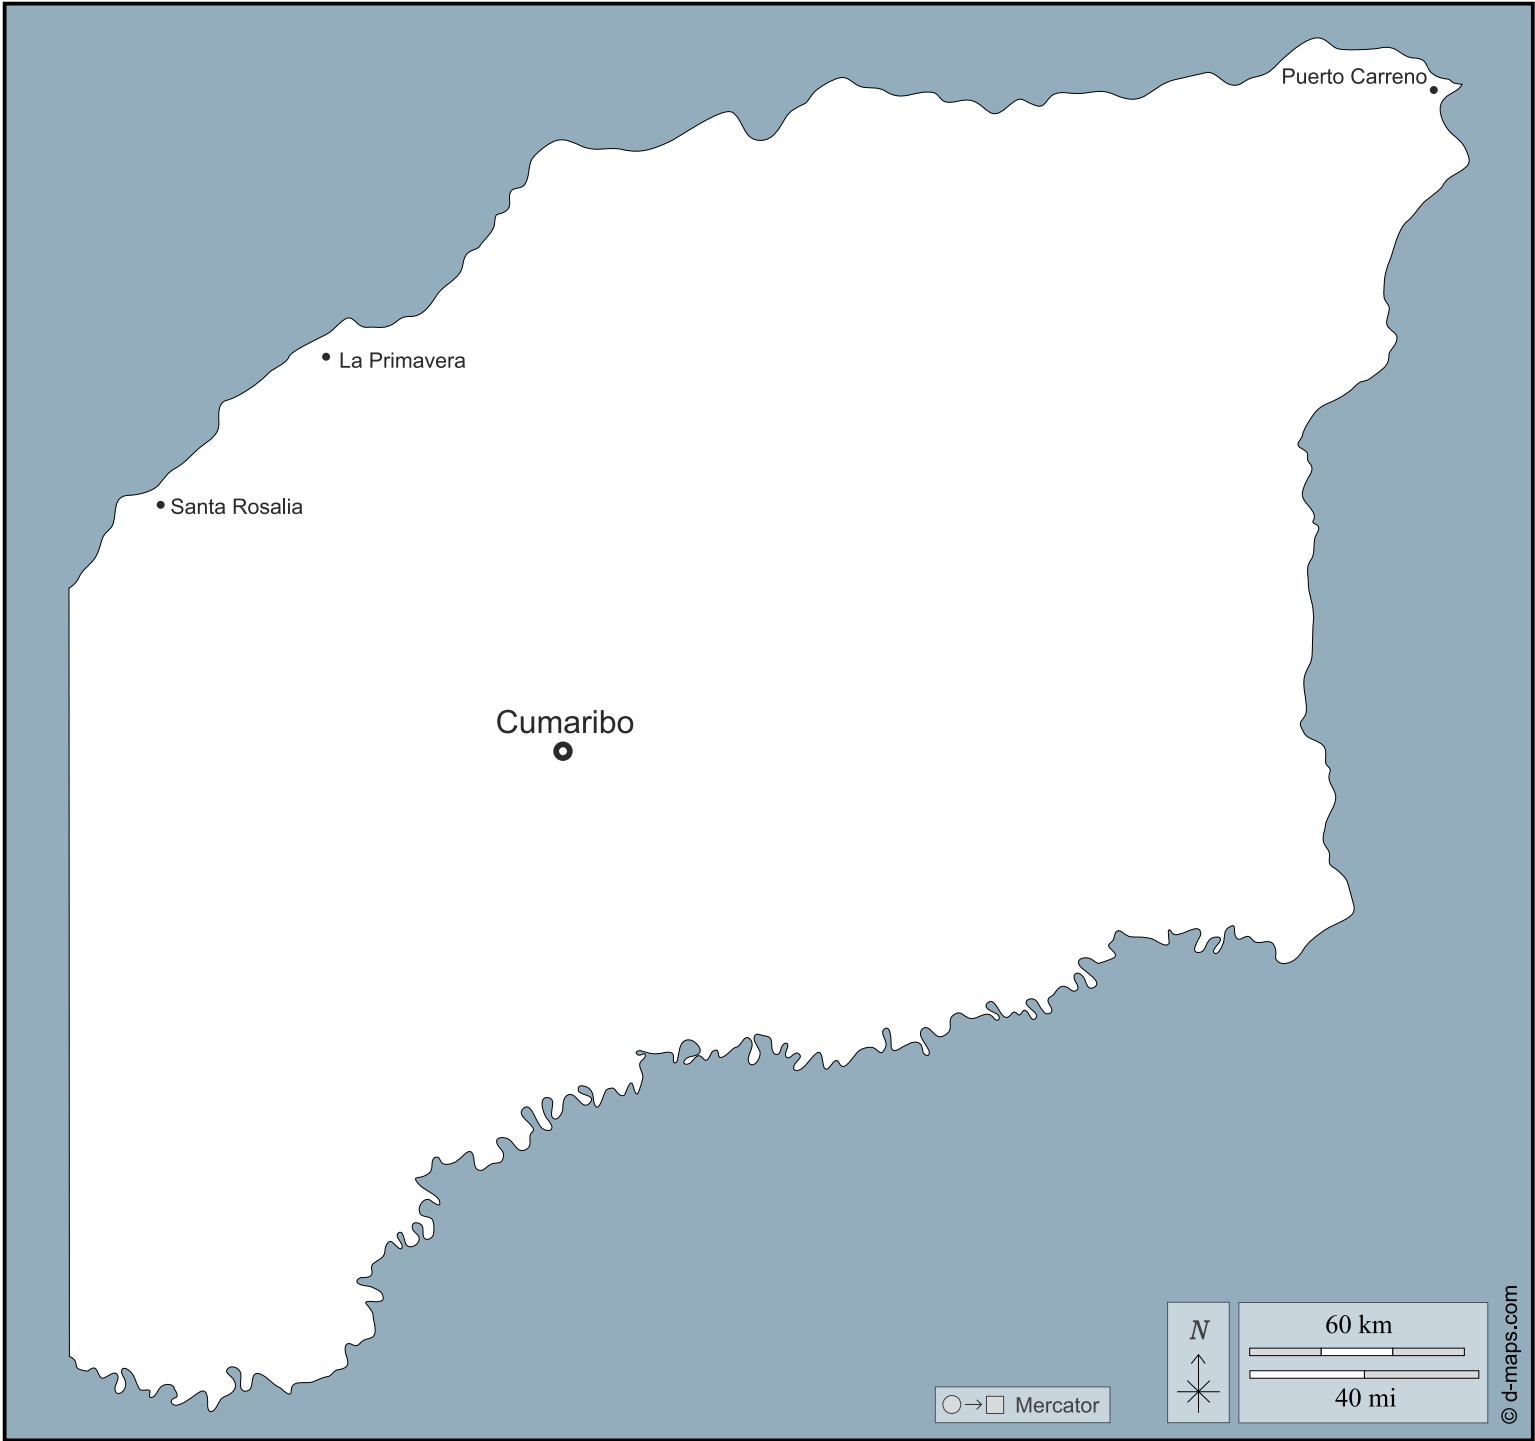 Puerto Carreno
La Primavera
Santa Rosalia
Cumaribo
N
60 km
40 mi
Mercator
© d-maps.com